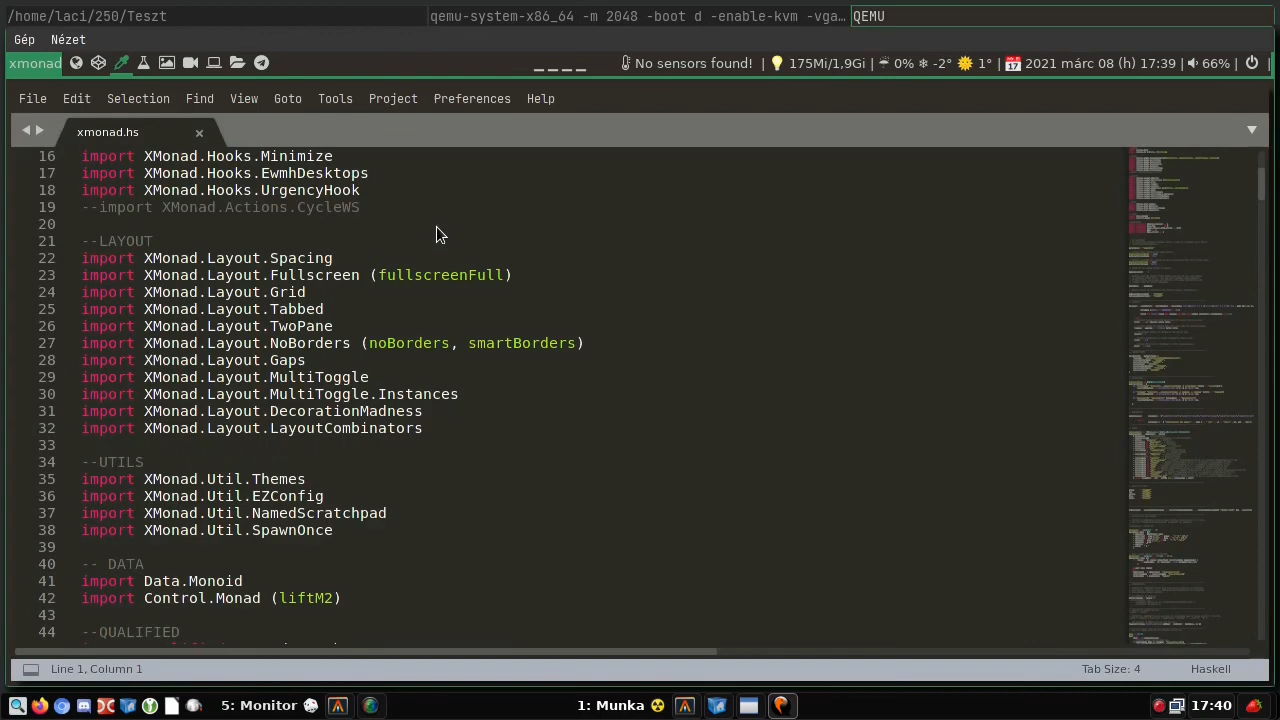 /home/laci/250/Teszt
qemu-system-x86_64 -m 2048 -boot d -enable-kvm -vga…
QEMU
Gép Nézet
xmonad
No sensors found! | 175Mi/1,9Gi | 0% -2° 1° | 17 2021 márc 08 (h) 17:39 | 66% | |
File Edit Selection Find View Goto Tools Project Preferences Help
xmonad.hs ×
16 import XMonad.Hooks.Minimize
17 import XMonad.Hooks.EwmhDesktops
18 import XMonad.Hooks.UrgencyHook
19 --import XMonad.Actions.CycleWS
20
21 --LAYOUT
22 import XMonad.Layout.Spacing
23 import XMonad.Layout.Fullscreen (fullscreenFull)
24 import XMonad.Layout.Grid
25 import XMonad.Layout.Tabbed
26 import XMonad.Layout.TwoPane
27 import XMonad.Layout.NoBorders (noBorders, smartBorders)
28 import XMonad.Layout.Gaps
29 import XMonad.Layout.MultiToggle
30 import XMonad.Layout.MultiToggle.Instances
31 import XMonad.Layout.DecorationMadness
32 import XMonad.Layout.LayoutCombinators
33
34 --UTILS
35 import XMonad.Util.Themes
36 import XMonad.Util.EZConfig
37 import XMonad.Util.NamedScratchpad
38 import XMonad.Util.SpawnOnce
39
40 -- DATA
41 import Data.Monoid
42 import Control.Monad (liftM2)
43
44 --QUALIFIED
Line 1, Column 1 Tab Size: 4 Haskell
5: Monitor 1: Munka 17:40